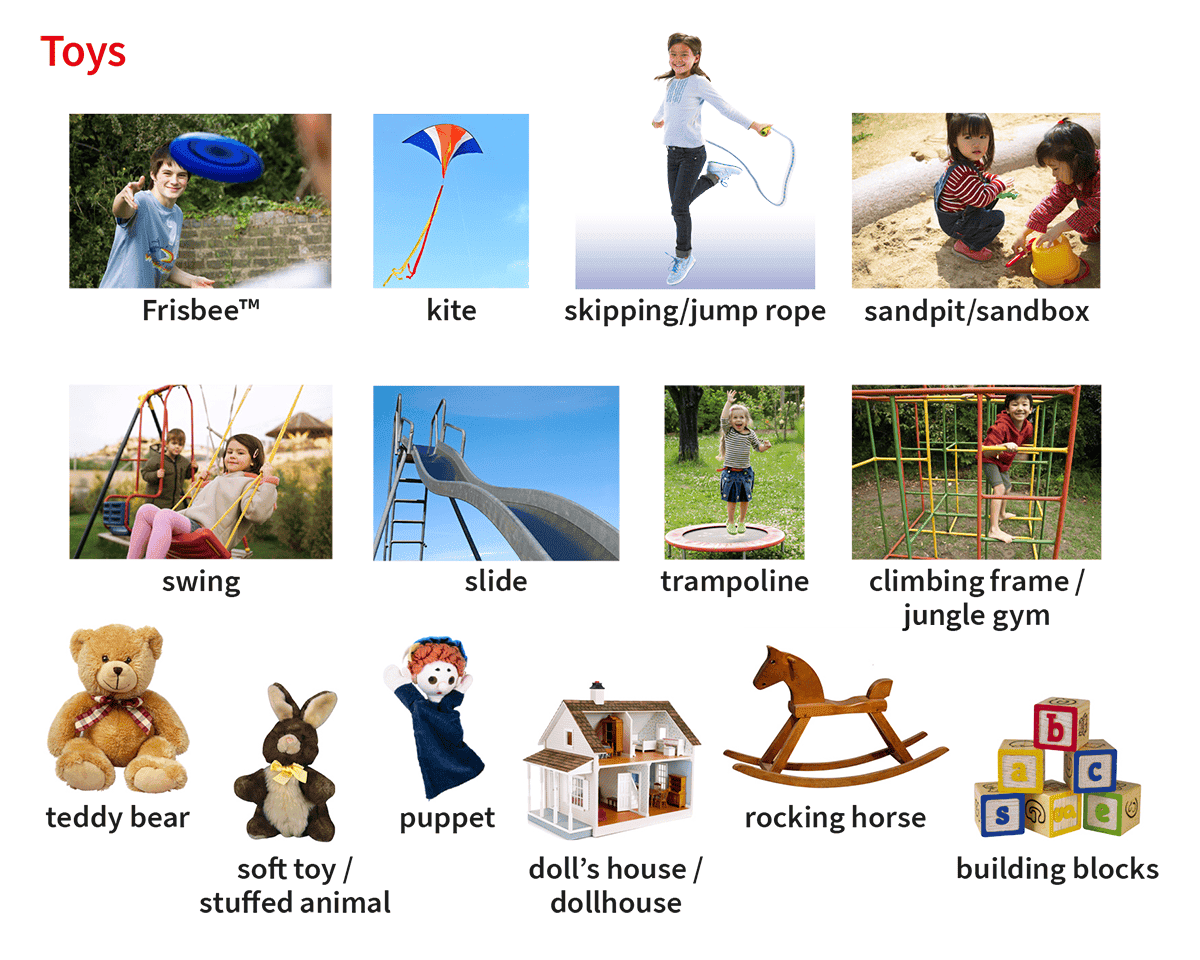 Toys
Frisbee™
kite
skipping/jump rope
sandpit/sandbox
swing
slide
trampoline
climbing frame /
jungle gym
teddy bear
soft toy /
stuffed animal
puppet
doll’s house /
dollhouse
rocking horse
b
a c
s e
building blocks